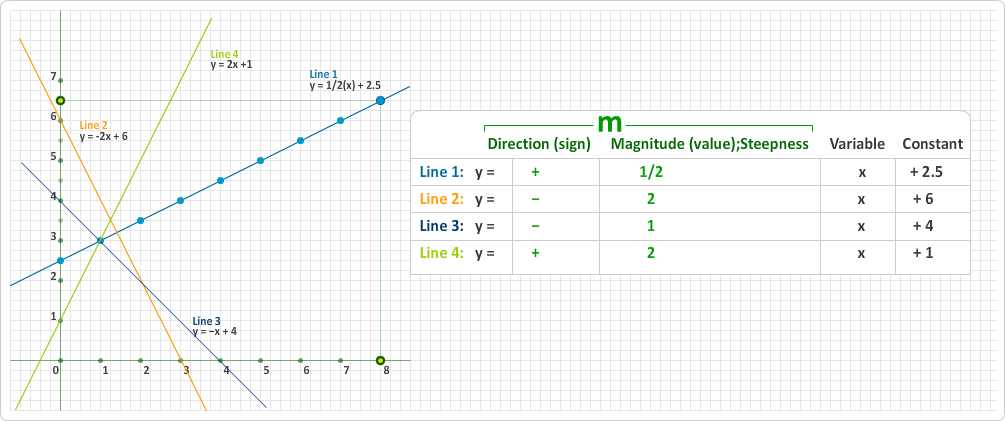 Line 4
y = 2x +1
Line 1
y = 1/2(x) + 2.5
Line 2
y = -2x + 6
Line 3
y = −x + 4
7
6
5
4
3
2
1
0 1 2 3 4 5 6 7 8
m
Direction (sign) Magnitude (value);Steepness Variable Constant
Line 1: y = + 1/2 x + 2.5
Line 2: y = − 2 x + 6
Line 3: y = − 1 x + 4
Line 4: y = + 2 x + 1